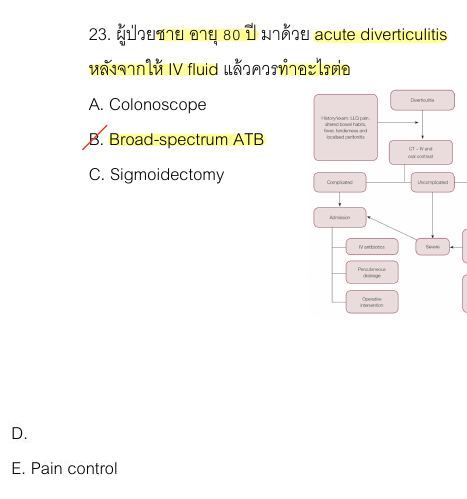 23. ผู้ป่วยชาย อายุ 80 ปี มาด้วย acute diverticulitis
หลังจากให้ IV fluid แล้วควรทำอะไรต่อ
A. Colonoscope
B. Broad-spectrum ATB
C. Sigmoidectomy
Diverticulitis
History/exam: LLQ pain,
altered bowel habits,
fever, tenderness and
localised peritonitis
CT – IV and
oral contrast
Complicated
Uncomplicated
Admission
IV antibiotics
Severe
Percutaneous
drainage
Operative
intervention
D.
E. Pain control